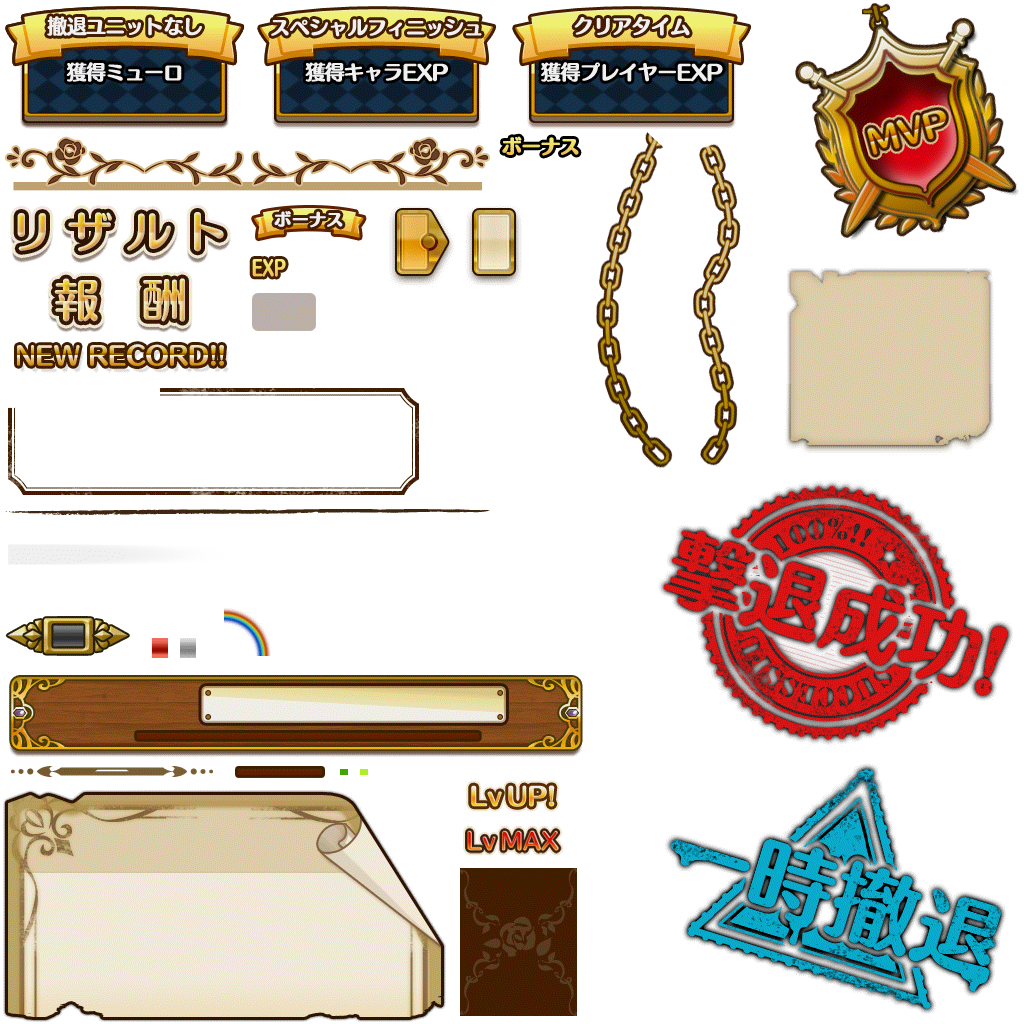 撤退ユニットなし
獲得ミューロ
スペシャルフィニッシュ
獲得キャラEXP
クリアタイム
獲得プレイヤーEXP
MVP
ボーナス
リザルト
ボーナス
EXP
報酬
NEW RECORD!!
100%!!
撃退成功!
SUCCESSFUL
LvUP!
LvMAX
一時撤退